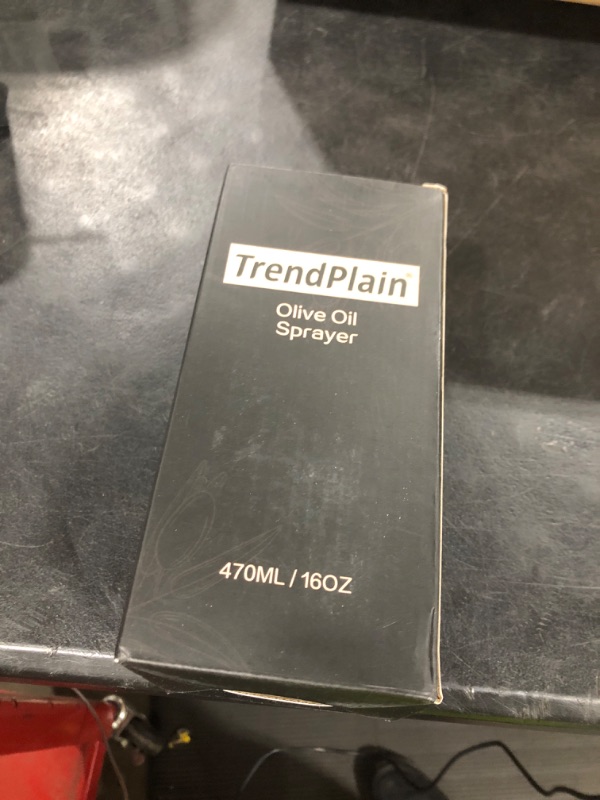 TrendPlain
Olive Oil
Sprayer
470ML / 16OZ